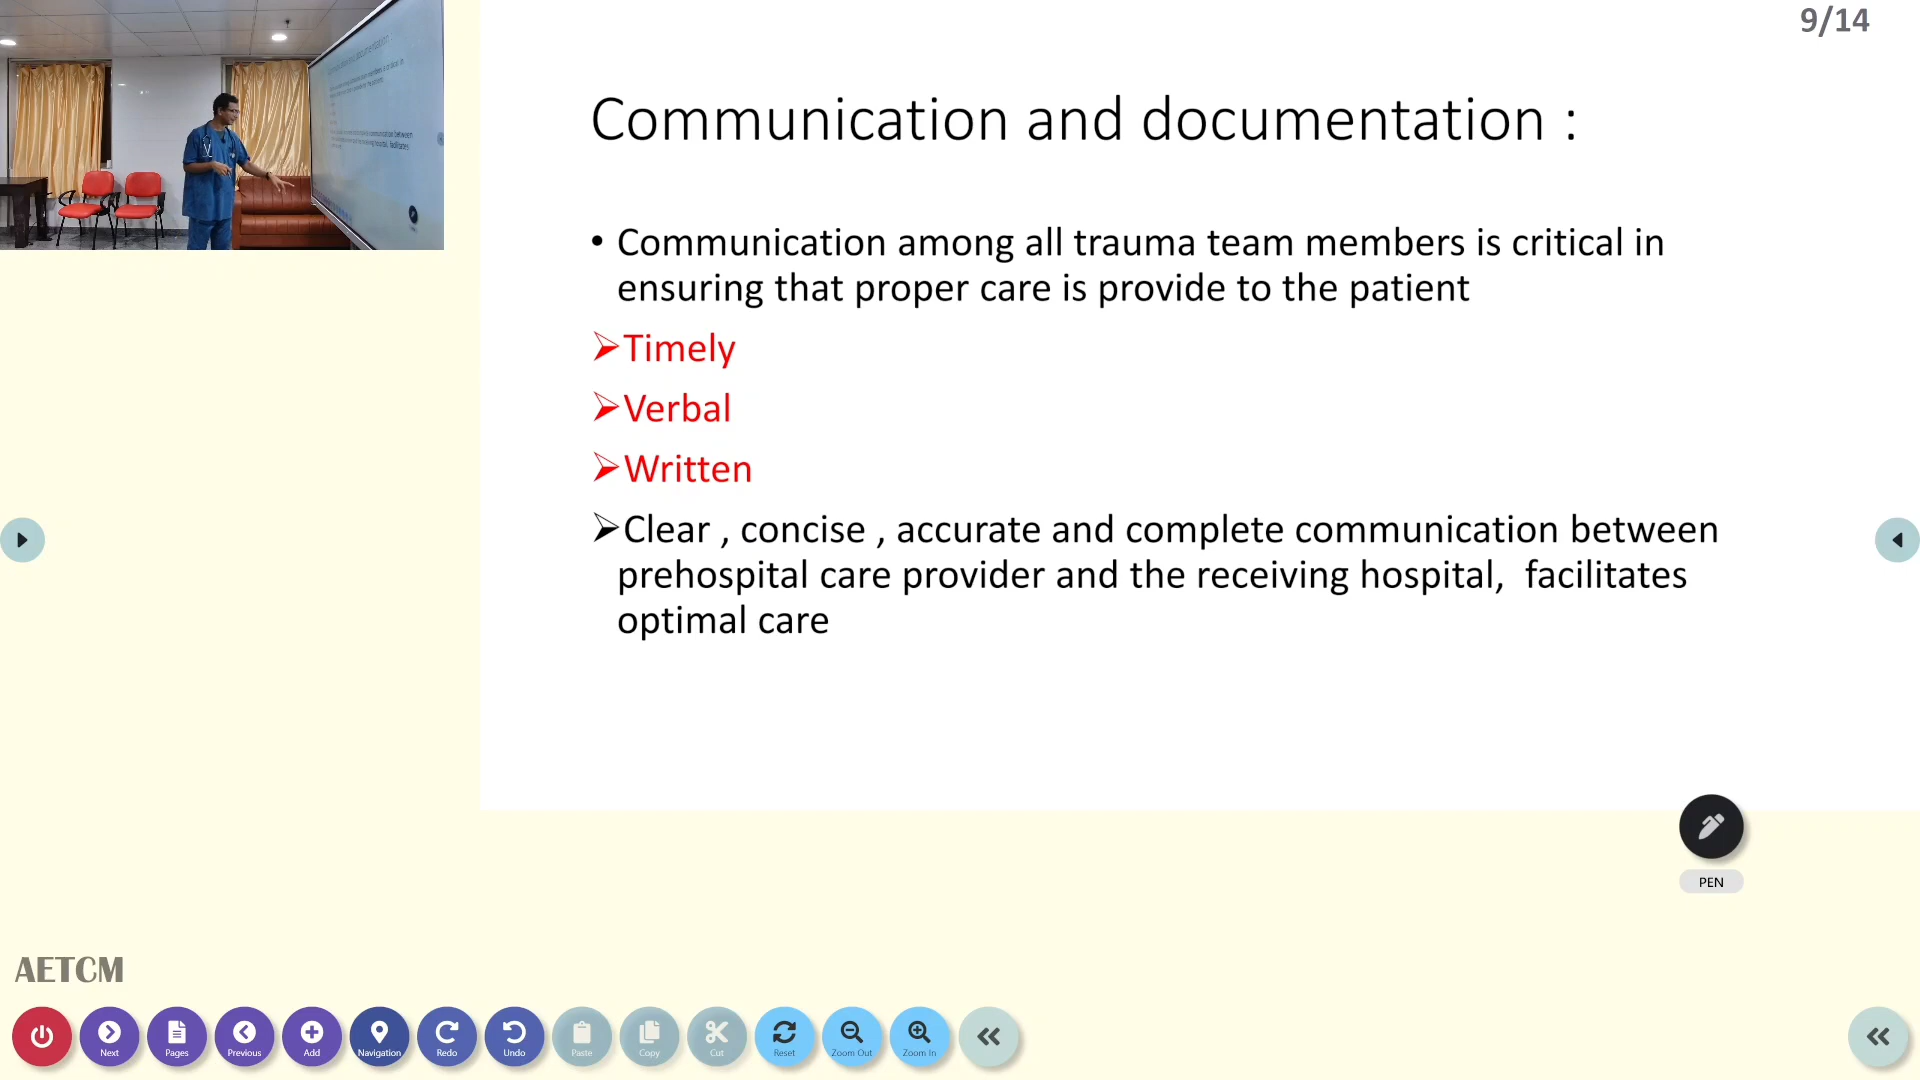 9/14
Communication and documentation :
• Communication among all trauma team members is critical in
ensuring that proper care is provide to the patient
➢Timely
➢Verbal
➢Written
➢Clear , concise , accurate and complete communication between
prehospital care provider and the receiving hospital, facilitates
optimal care
PEN
AETCM
Next
Pages
Previous
Add
Navigation
Redo
Undo
Paste
Copy
Cut
Reset
Zoom Out
Zoom In